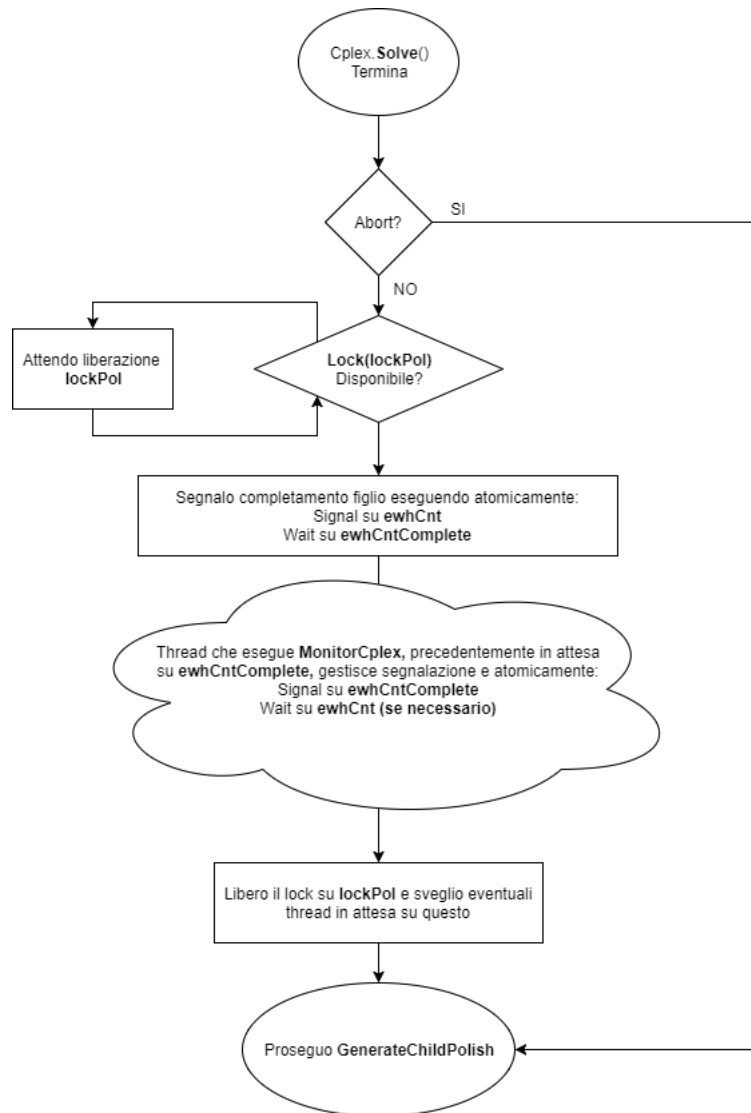 Cplex.Solve()
Termina
Abort?
SI
NO
Lock(lockPol)
Disponibile?
Attendo liberazione
lockPol
Segnalo completamento figlio eseguendo atomicamente:
Signal su ewhCnt
Wait su ewhCntComplete
Thread che esegue MonitorCplex, precedentemente in attesa
su ewhCntComplete, gestisce segnalazione e atomicamente:
Signal su ewhCntComplete
Wait su ewhCnt (se necessario)
Libero il lock su lockPol e sveglio eventuali
thread in attesa su questo
Proseguo GenerateChildPolish